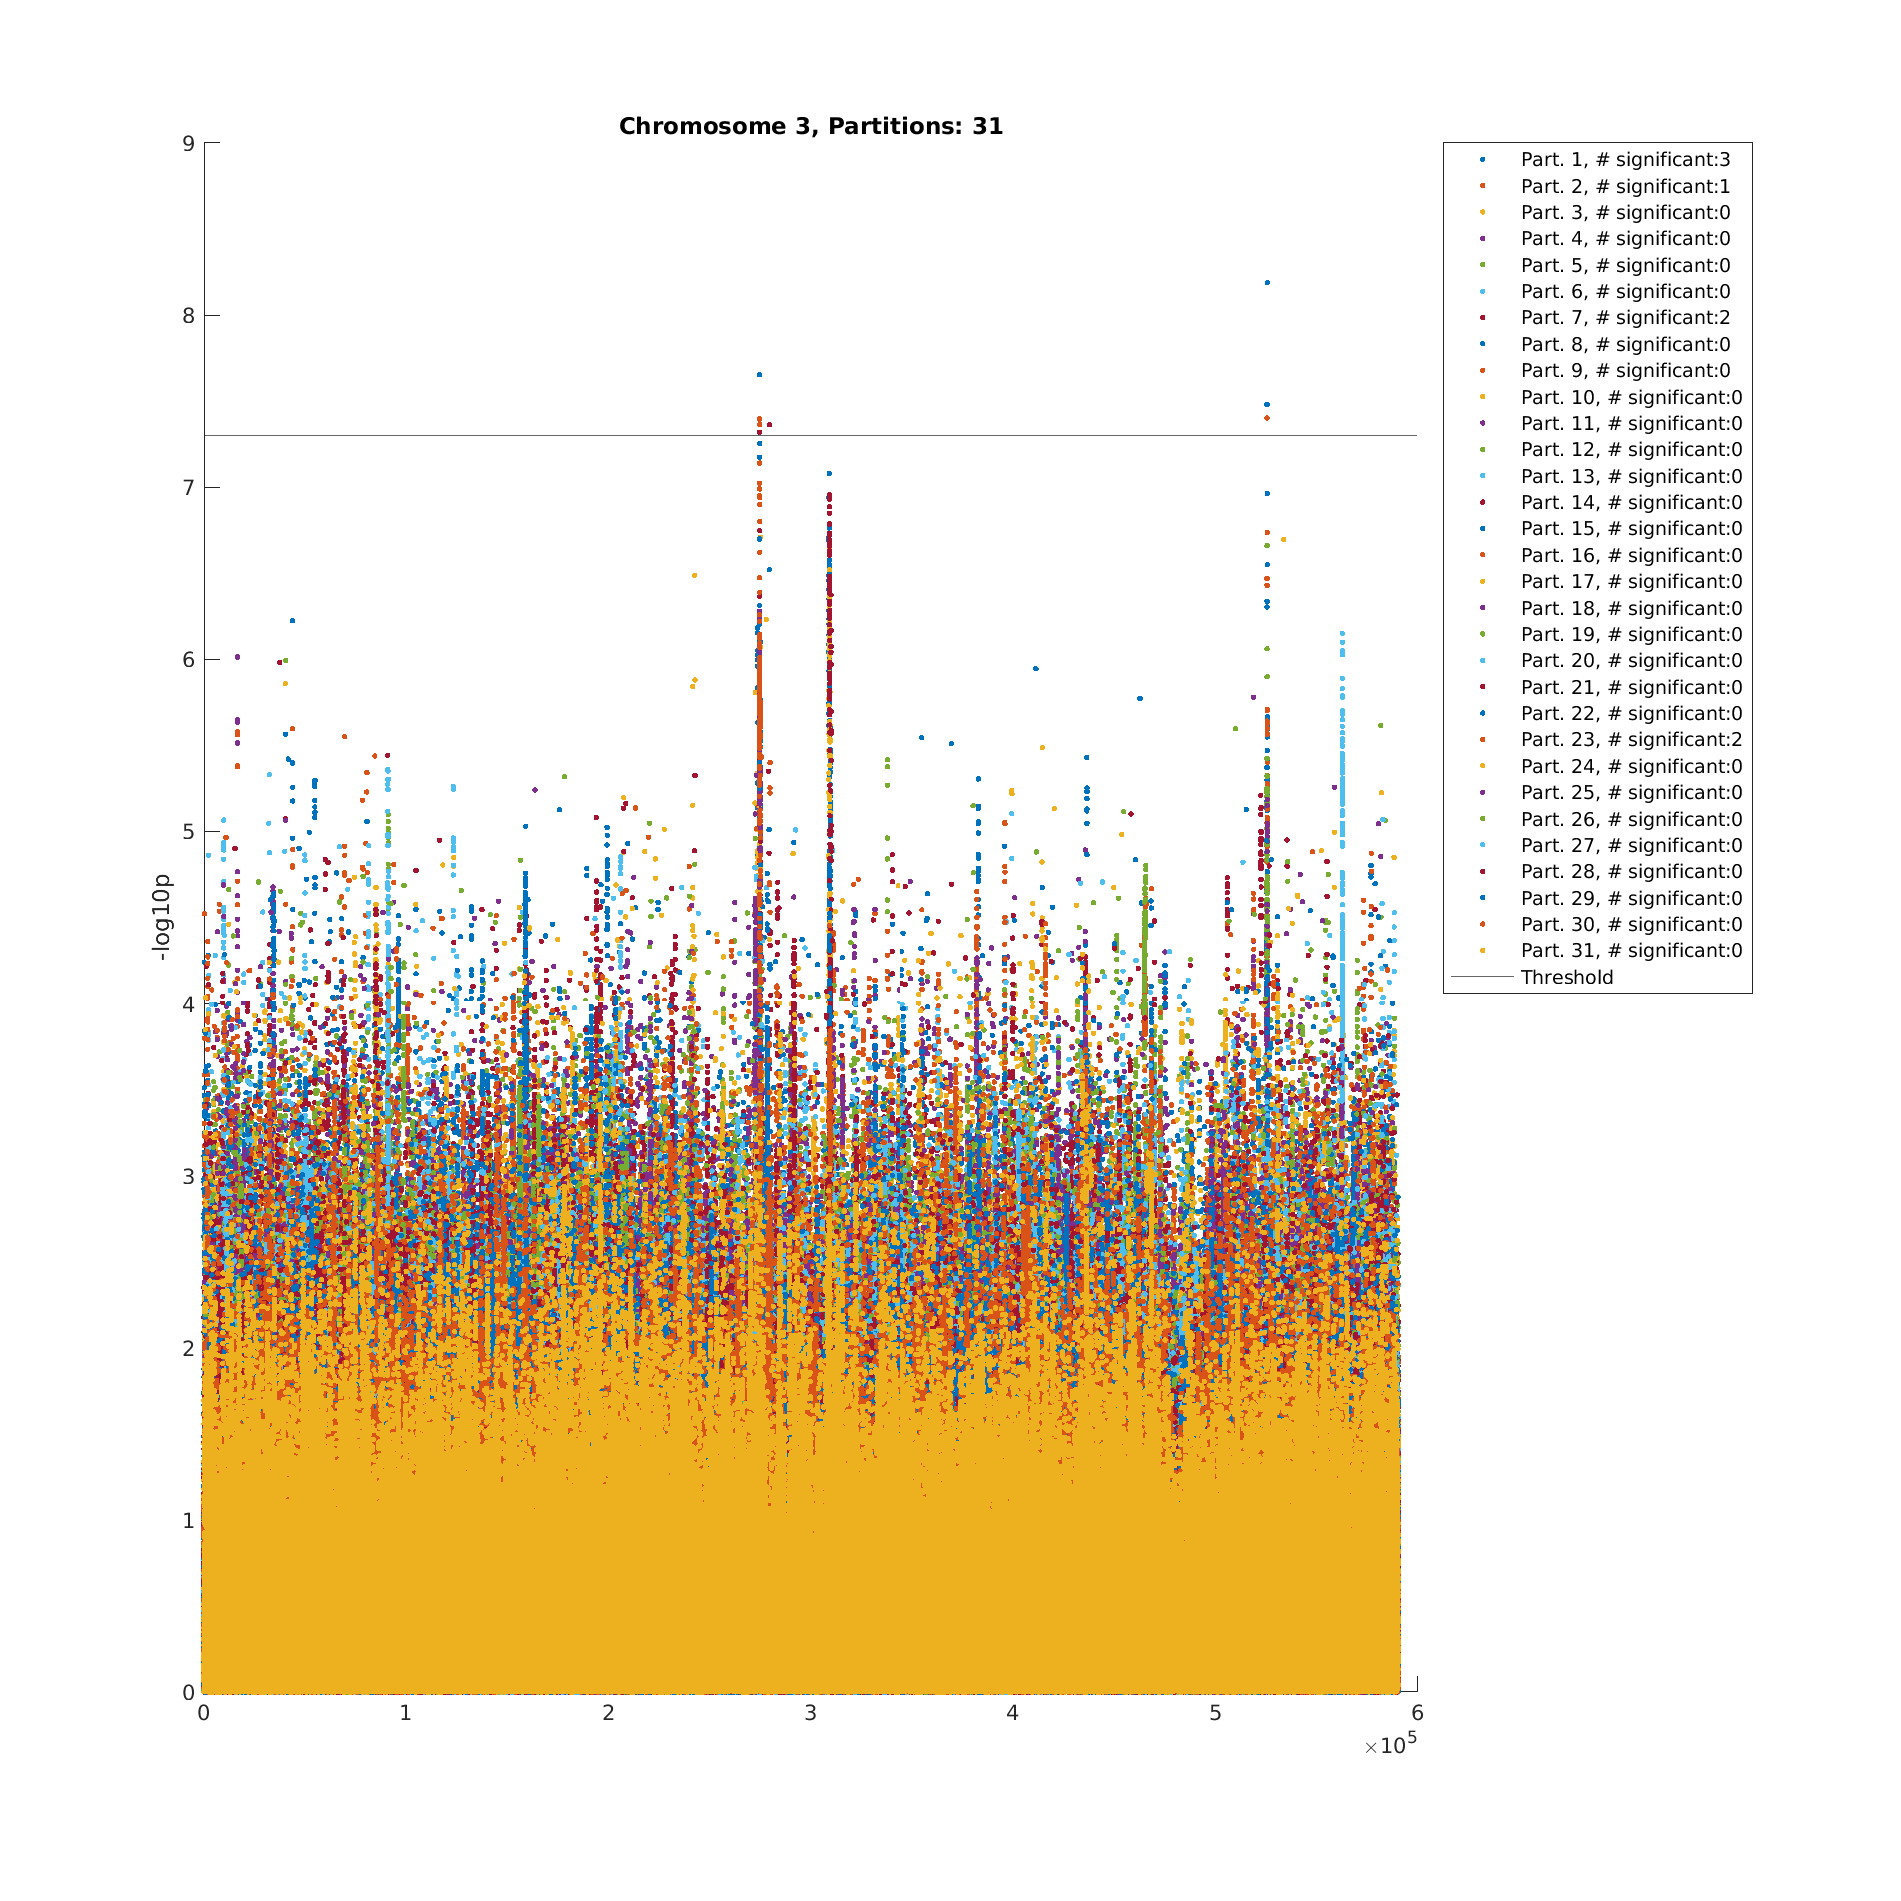 Chromosome 3, Partitions: 31
9
8
7
6
5
4
3
2
1
0
-log10p
0 1 2 3 4 5 6
×10^5
Part. 1, # significant:3
Part. 2, # significant:1
Part. 3, # significant:0
Part. 4, # significant:0
Part. 5, # significant:0
Part. 6, # significant:0
Part. 7, # significant:2
Part. 8, # significant:0
Part. 9, # significant:0
Part. 10, # significant:0
Part. 11, # significant:0
Part. 12, # significant:0
Part. 13, # significant:0
Part. 14, # significant:0
Part. 15, # significant:0
Part. 16, # significant:0
Part. 17, # significant:0
Part. 18, # significant:0
Part. 19, # significant:0
Part. 20, # significant:0
Part. 21, # significant:0
Part. 22, # significant:0
Part. 23, # significant:2
Part. 24, # significant:0
Part. 25, # significant:0
Part. 26, # significant:0
Part. 27, # significant:0
Part. 28, # significant:0
Part. 29, # significant:0
Part. 30, # significant:0
Part. 31, # significant:0
Threshold